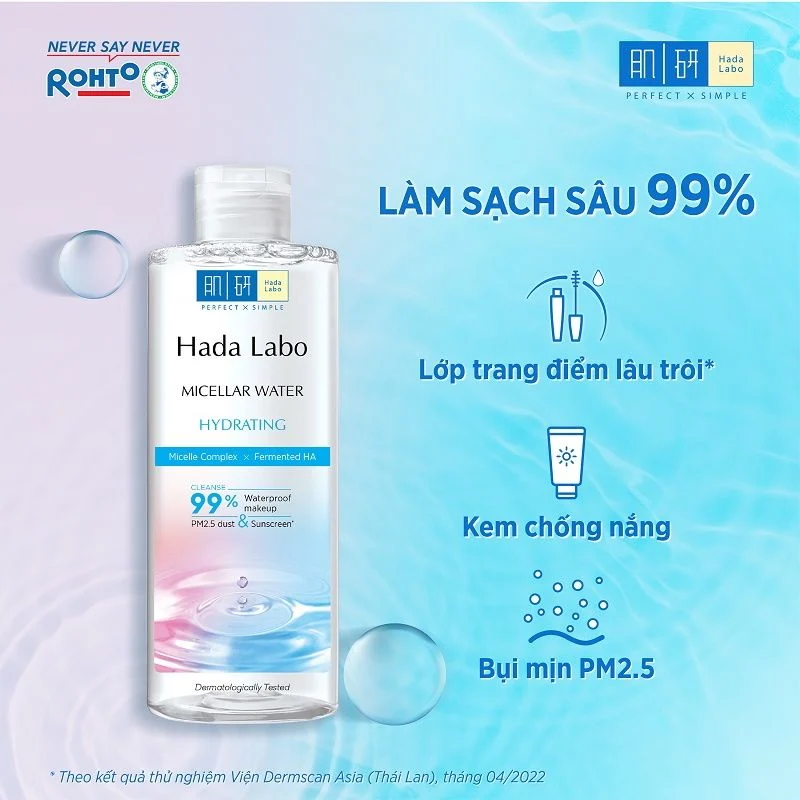 NEVER SAY NEVER
ROHTO
肌 研 Hada Labo
PERFECT X SIMPLE
LÀM SẠCH SÂU 99%
Lớp trang điểm lâu trôi*
Kem chống nắng
Bụi mịn PM2.5
肌 研 Hada Labo
PERFECT X SIMPLE
Hada Labo
MICELLAR WATER
HYDRATING
Micelle Complex x Fermented HA
CLEANSE
99% Waterproof makeup
PM2.5 dust & Sunscreen*
Dermatologically Tested
* Theo kết quả thử nghiệm Viện Dermscan Asia (Thái Lan), tháng 04/2022